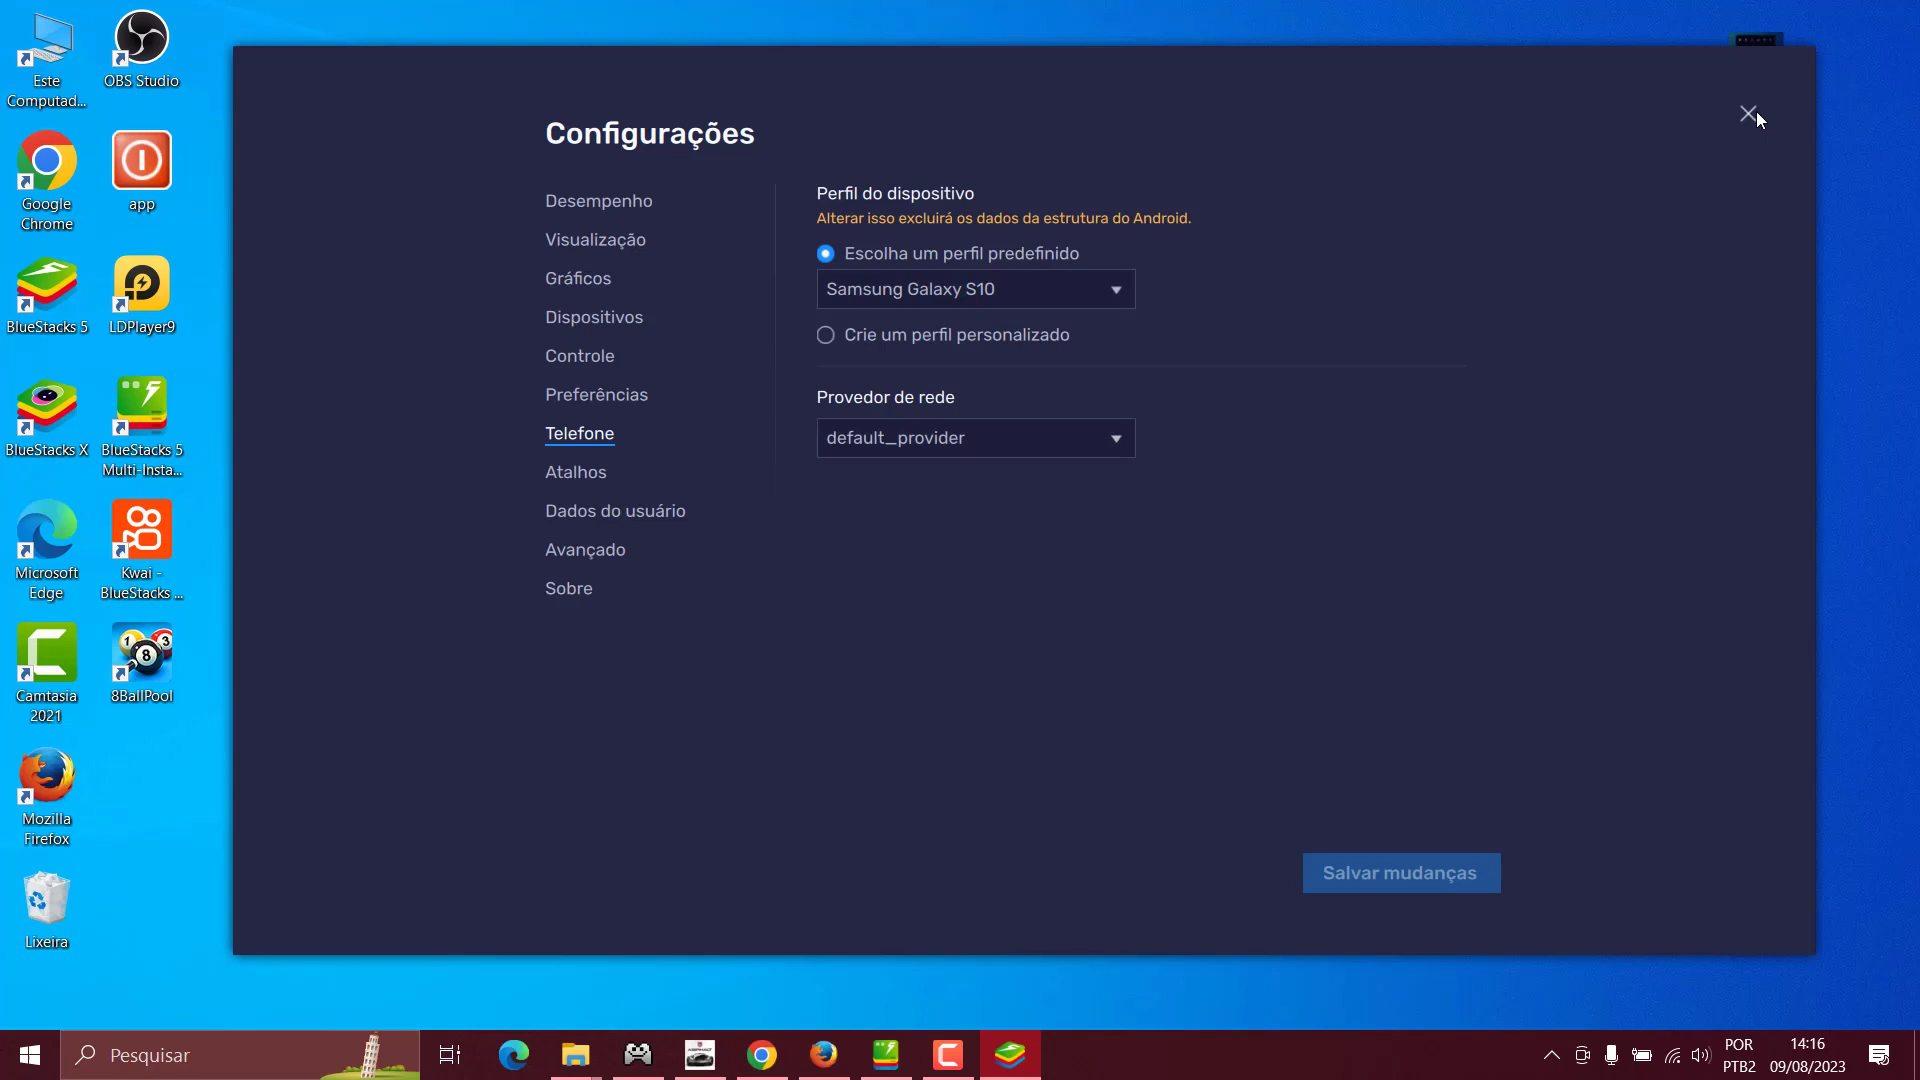 Este
Computad...
OBS Studio
Google
Chrome
app
BlueStacks 5
LDPlayer9
BlueStacks X
BlueStacks 5
Multi-Insta...
Microsoft
Edge
Kwai -
BlueStacks ...
Camtasia
2021
8BallPool
Mozilla
Firefox
Lixeira
Configurações
Desempenho
Visualização
Gráficos
Dispositivos
Controle
Preferências
Telefone
Atalhos
Dados do usuário
Avançado
Sobre
Perfil do dispositivo
Alterar isso excluirá os dados da estrutura do Android.
Escolha um perfil predefinido
Samsung Galaxy S10
Crie um perfil personalizado
Provedor de rede
default_provider
Salvar mudanças
Pesquisar
POR
PTB2
14:16
09/08/2023